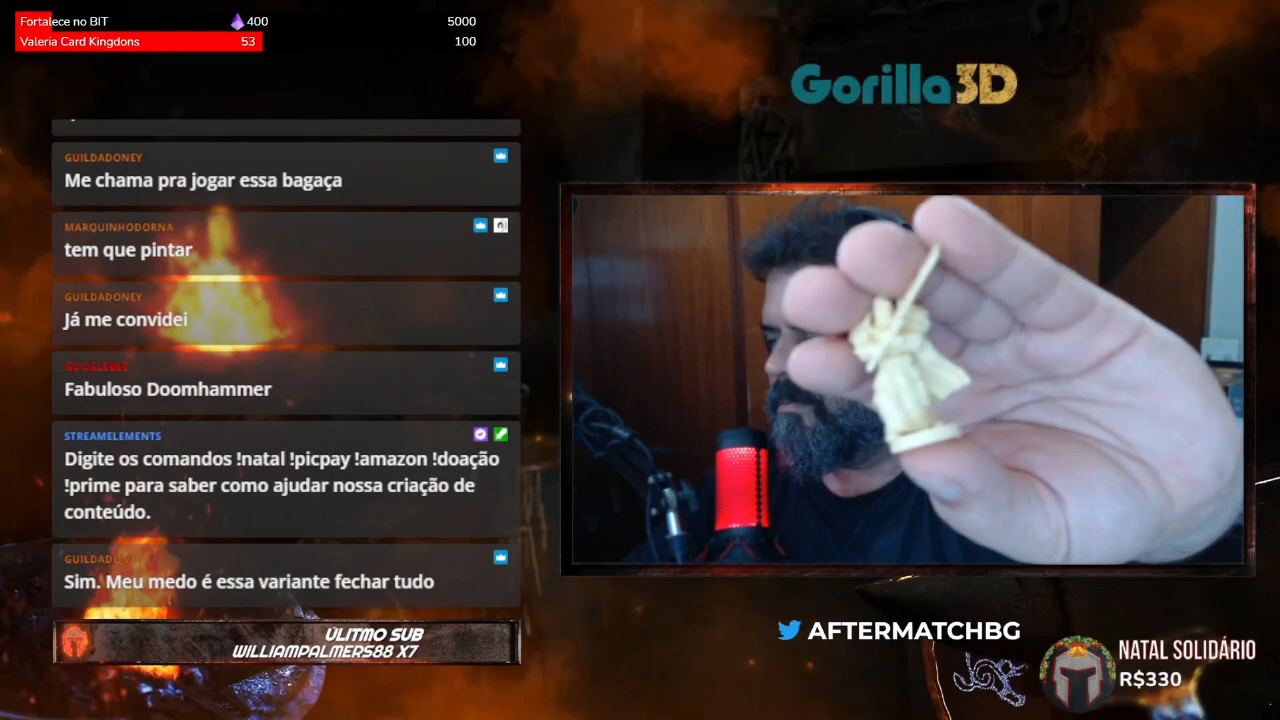 Fortalece no BIT 400 5000
Valeria Card Kingdons 53 100
Gorilla3D
GUILDADONEY
Me chama pra jogar essa bagaça
MARQUINHODORNA
tem que pintar
GUILDADONEY
Já me convidei
Fabuloso Doomhammer
STREAMELEMENTS
Digite os comandos !natal !picpay !amazon !doação
!prime para saber como ajudar nossa criação de
conteúdo.
Sim. Meu medo é essa variante fechar tudo
ÚLITMO SUB
WILLIAMPALMERS88 X7
AFTERMATCHBG
NATAL SOLIDÁRIO
R$330